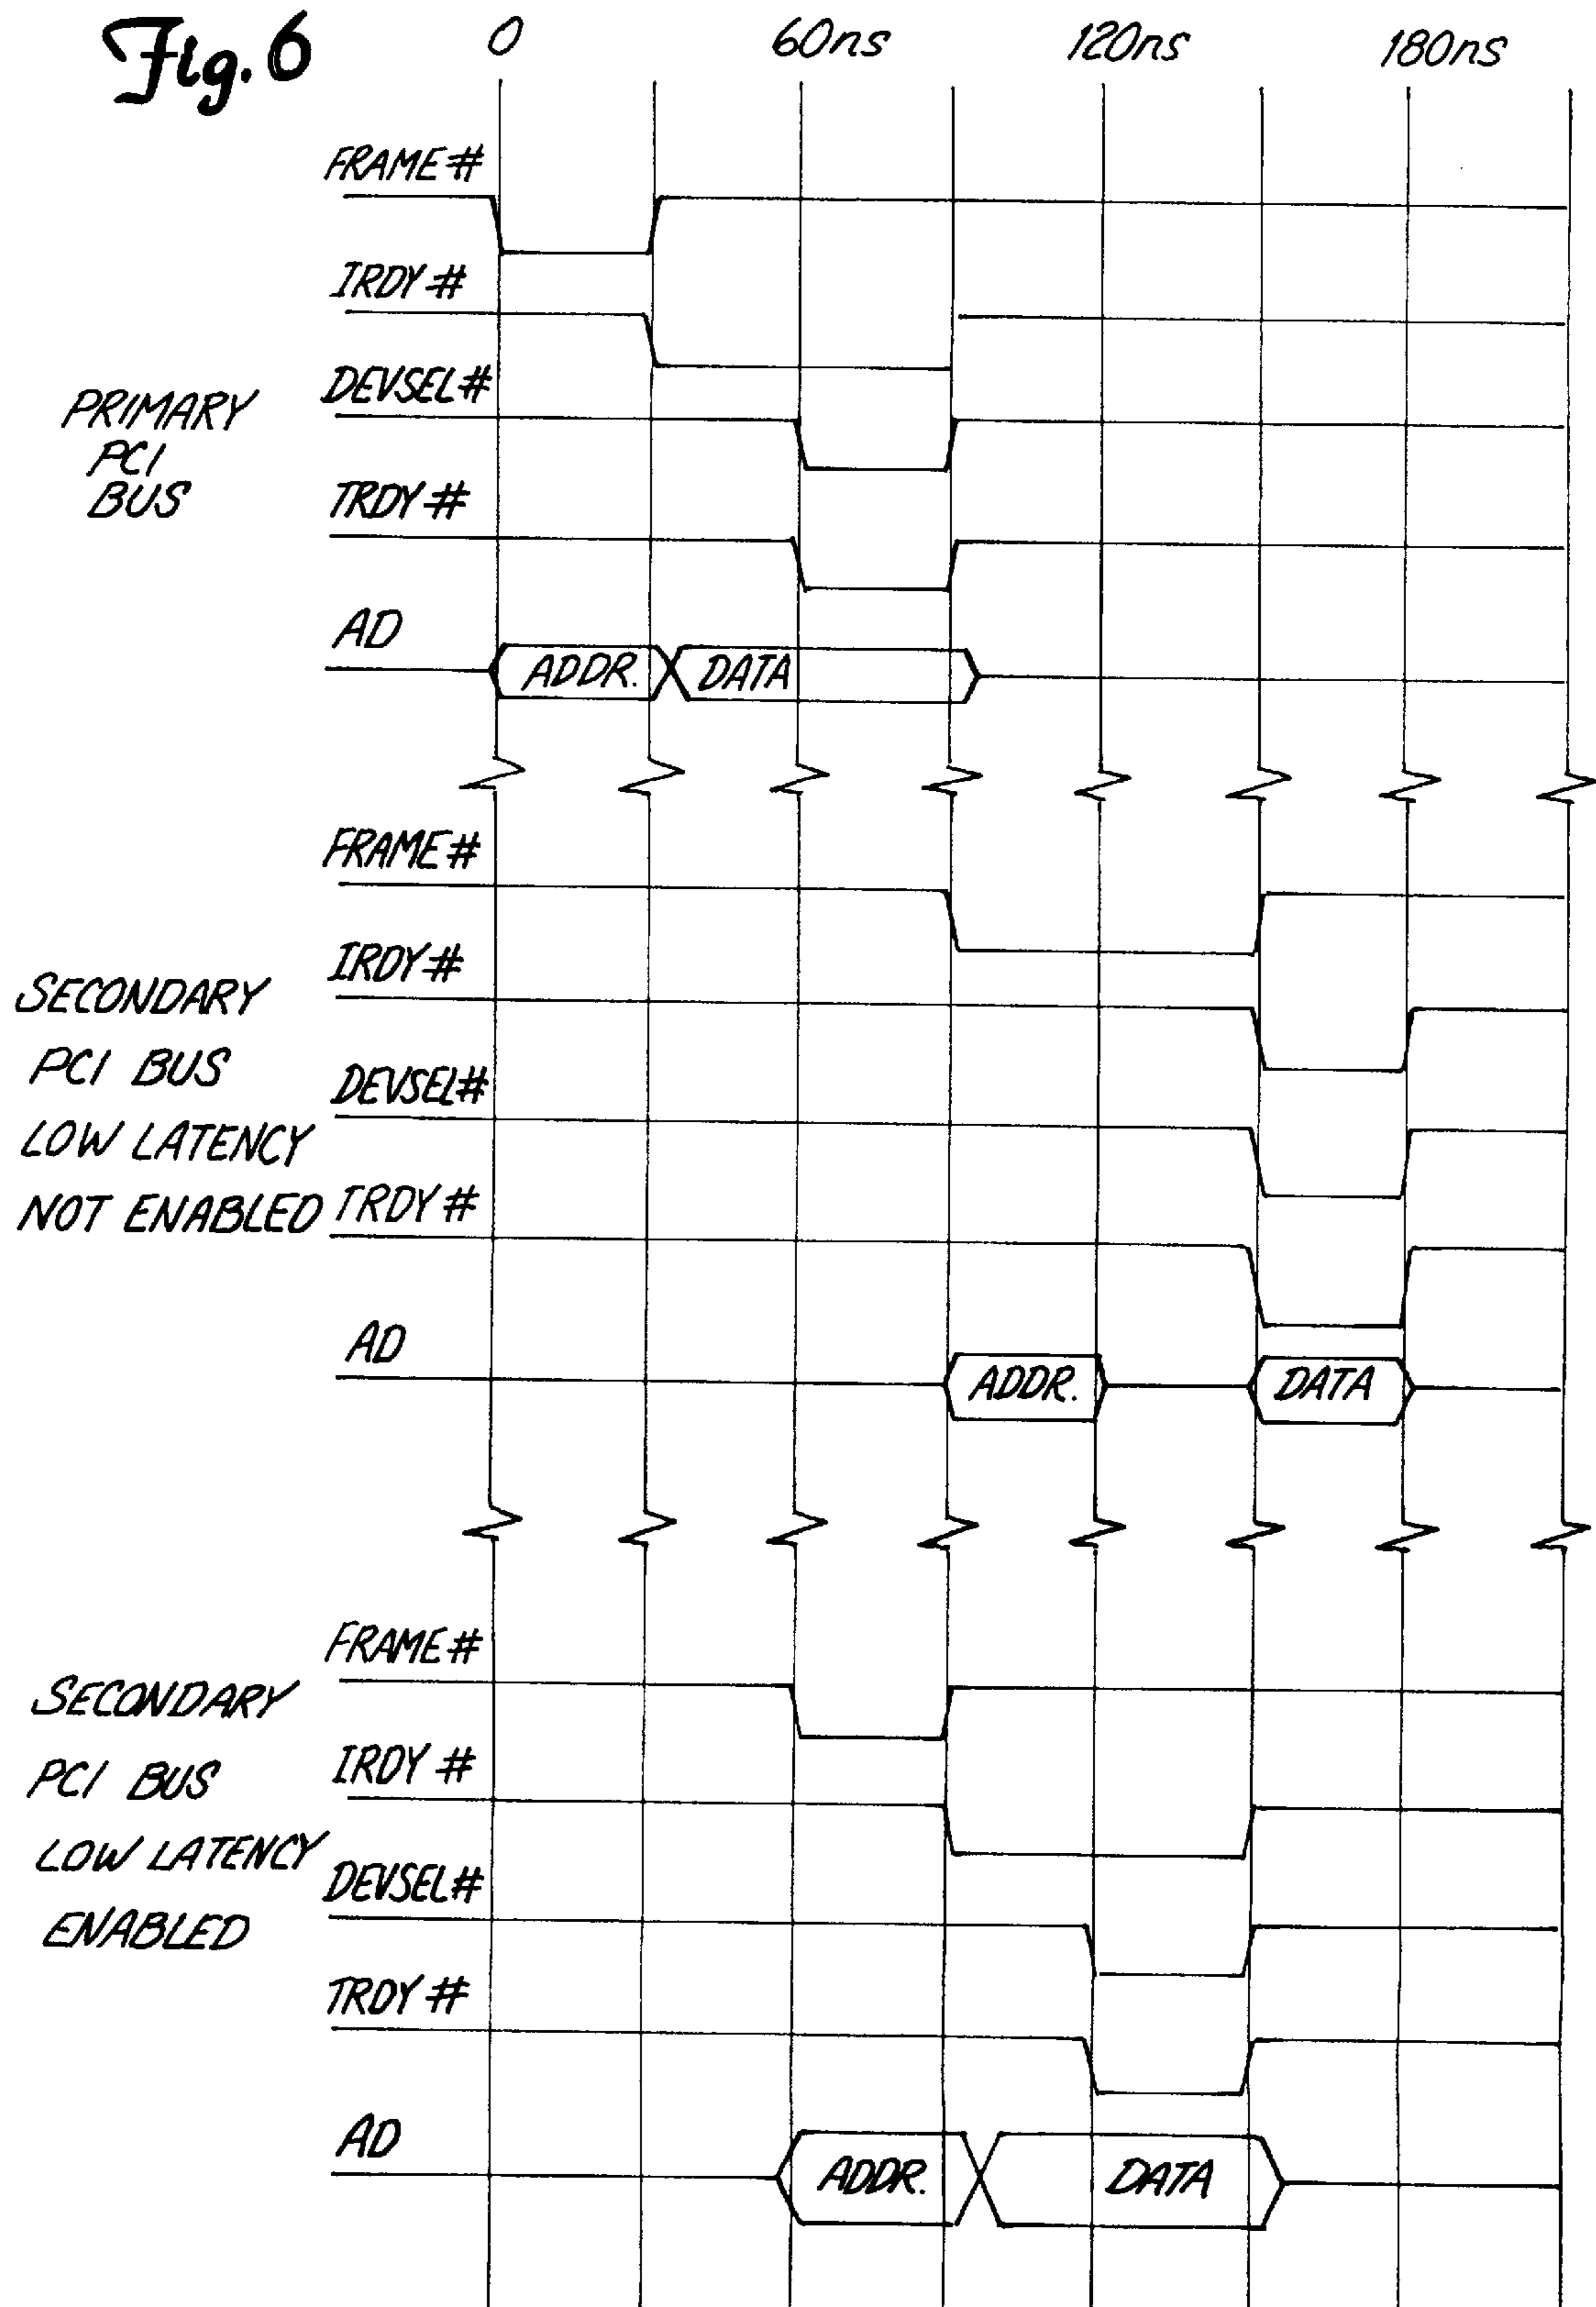 Fig. 6
0 60ns 120ns 180ns
FRAME#
IRDY#
DEVSEL#
PRIMARY
PCI
BUS
TRDY#
AD
ADDR. DATA
FRAME#
IRDY#
SECONDARY
PCI BUS
DEVSEL#
LOW LATENCY
NOT ENABLED TRDY#
AD
ADDR. DATA
FRAME#
SECONDARY
IRDY#
PCI BUS
LOW LATENCY
DEVSEL#
ENABLED
TRDY#
AD
ADDR. DATA